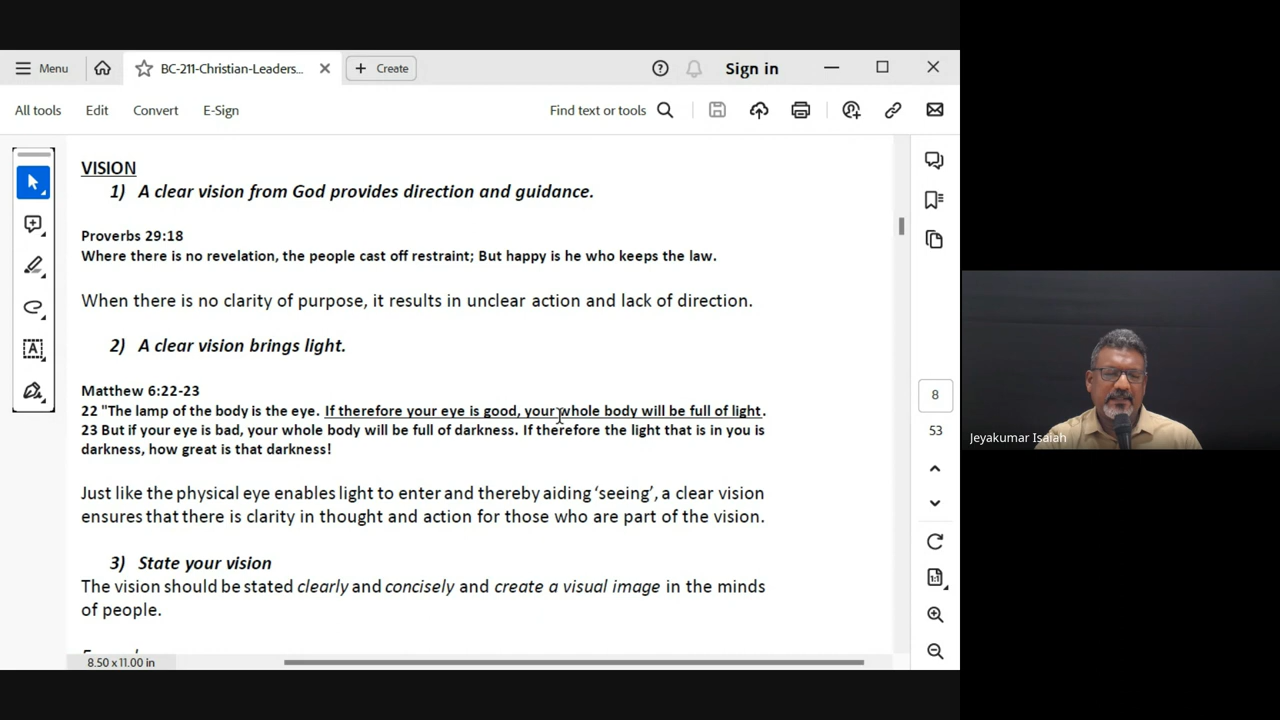 Menu
BC-211-Christian-Leaders...
Create
Sign in
All tools
Edit
Convert
E-Sign
Find text or tools
VISION
1) A clear vision from God provides direction and guidance.
Proverbs 29:18
Where there is no revelation, the people cast off restraint; But happy is he who keeps the law.
When there is no clarity of purpose, it results in unclear action and lack of direction.
2) A clear vision brings light.
Matthew 6:22-23
22 "The lamp of the body is the eye. If therefore your eye is good, your whole body will be full of light.
23 But if your eye is bad, your whole body will be full of darkness. If therefore the light that is in you is
darkness, how great is that darkness!
Just like the physical eye enables light to enter and thereby aiding ‘seeing’, a clear vision
ensures that there is clarity in thought and action for those who are part of the vision.
3) State your vision
The vision should be stated clearly and concisely and create a visual image in the minds
of people.
8.50 x 11.00 in
8
53
1:1
Jeyakumar Isaiah